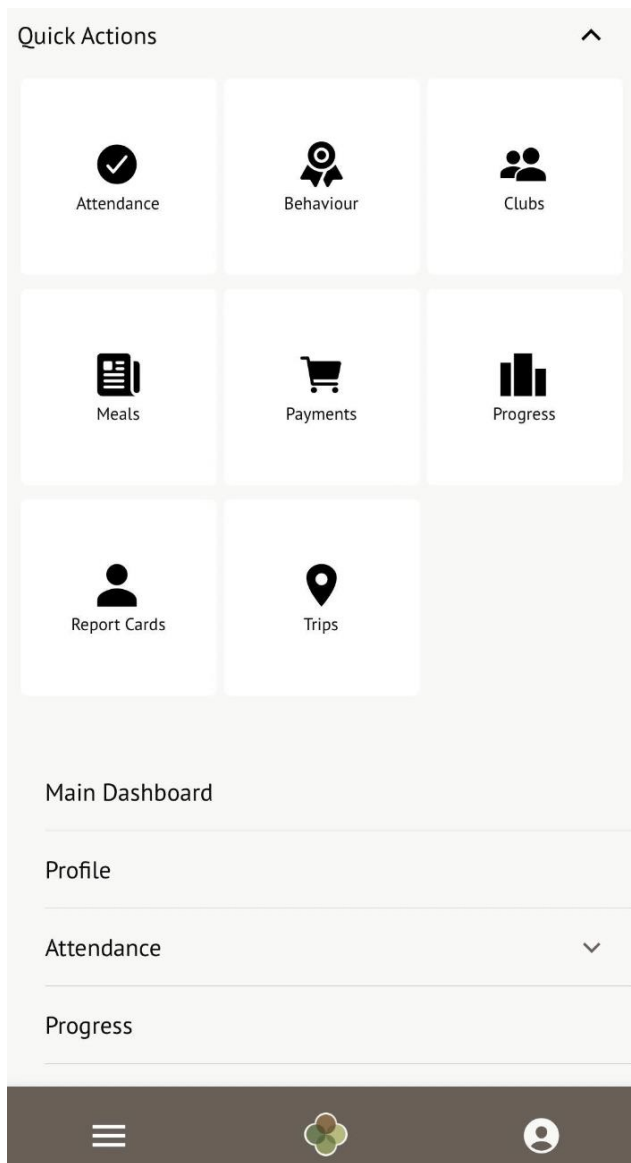 Quick Actions
Attendance
Behaviour
Clubs
Meals
Payments
Progress
Report Cards
Trips
Main Dashboard
Profile
Attendance
Progress